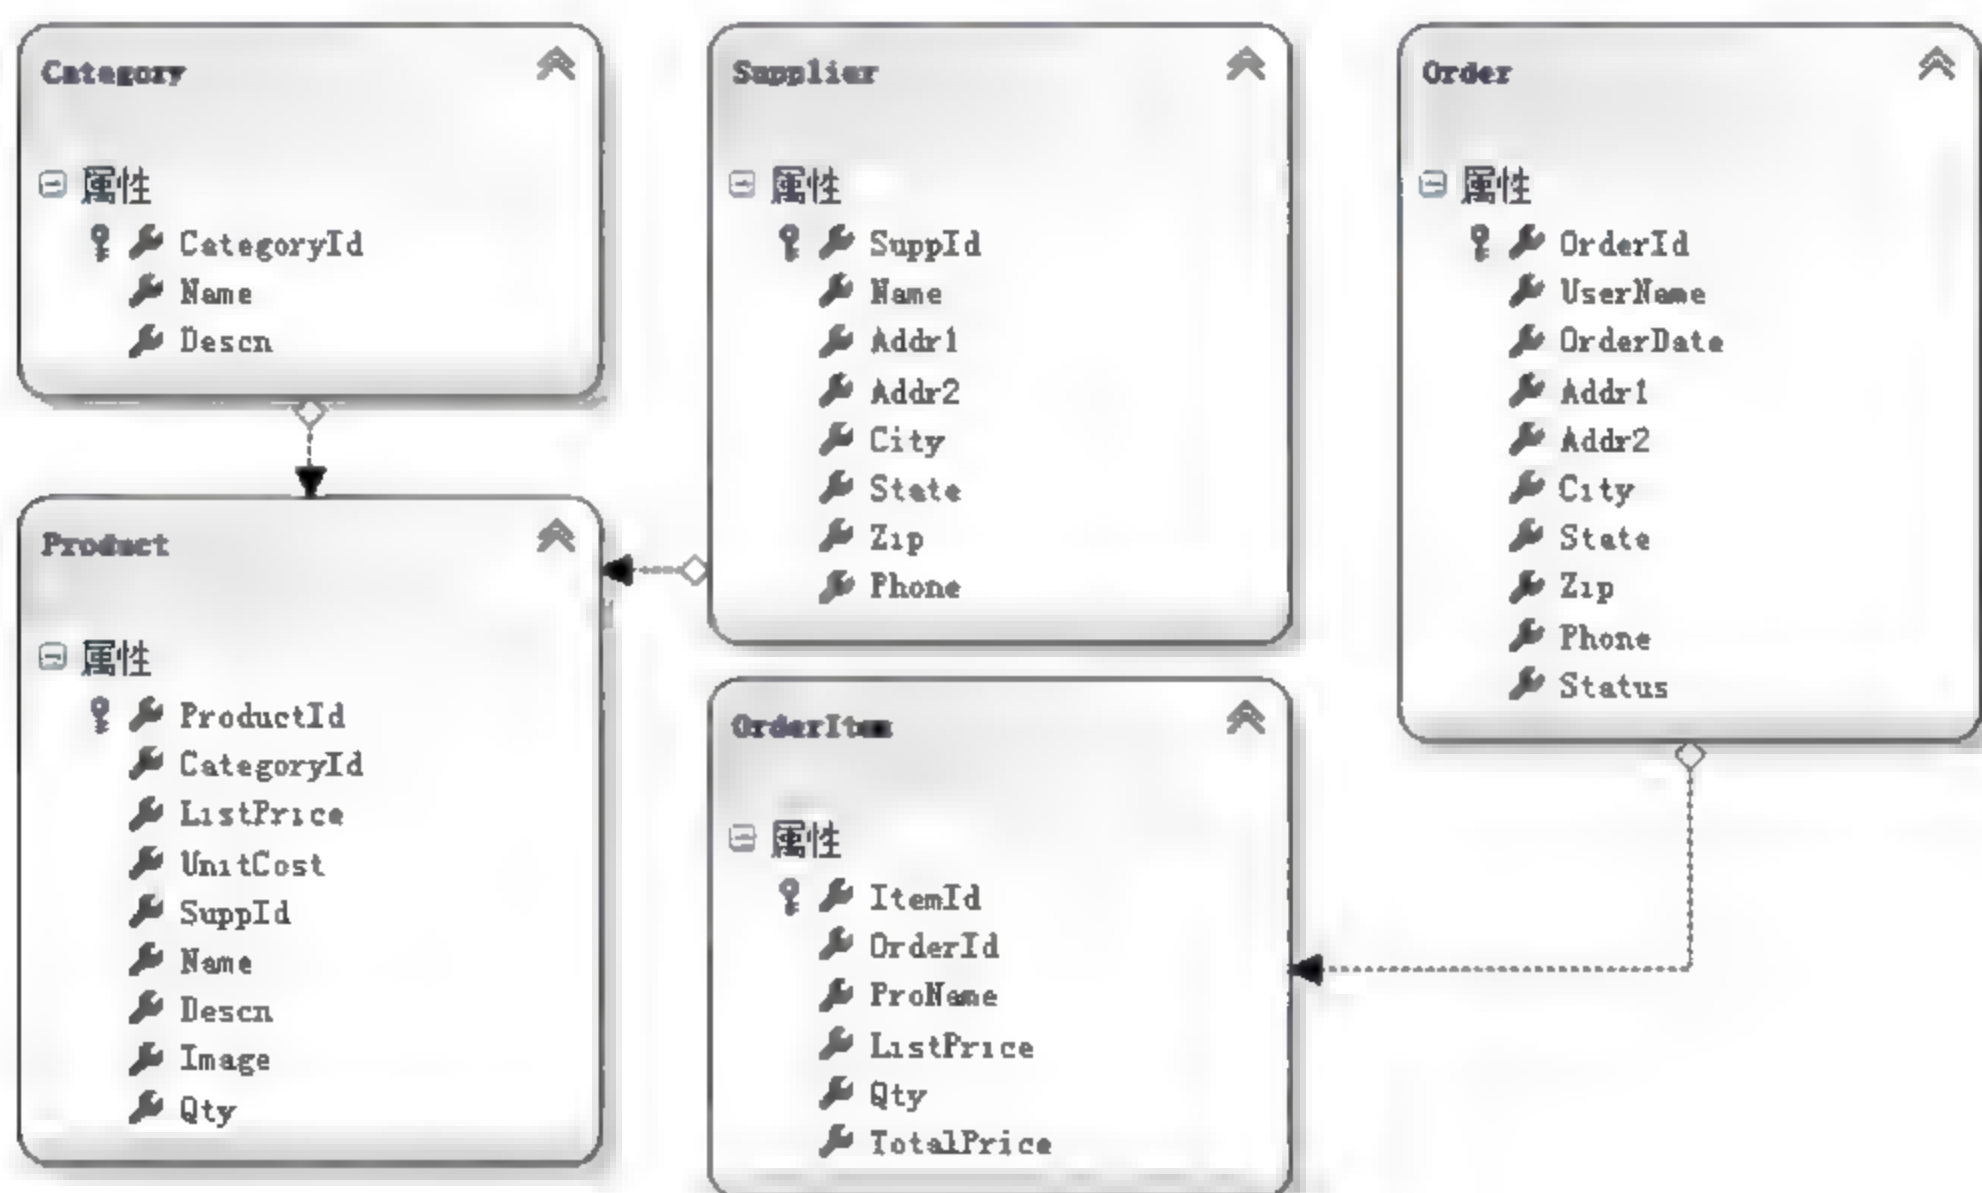 Category
属性
CategoryId
Name
Descn
Supplier
属性
SuppId
Name
Addr1
Addr2
City
State
Zip
Phone
Order
属性
OrderId
UserName
OrderDate
Addr1
Addr2
City
State
Zip
Phone
Status
Product
属性
ProductId
CategoryId
ListPrice
UnitCost
SuppId
Name
Descn
Image
Qty
OrderItem
属性
ItemId
OrderId
ProName
ListPrice
Qty
TotalPrice